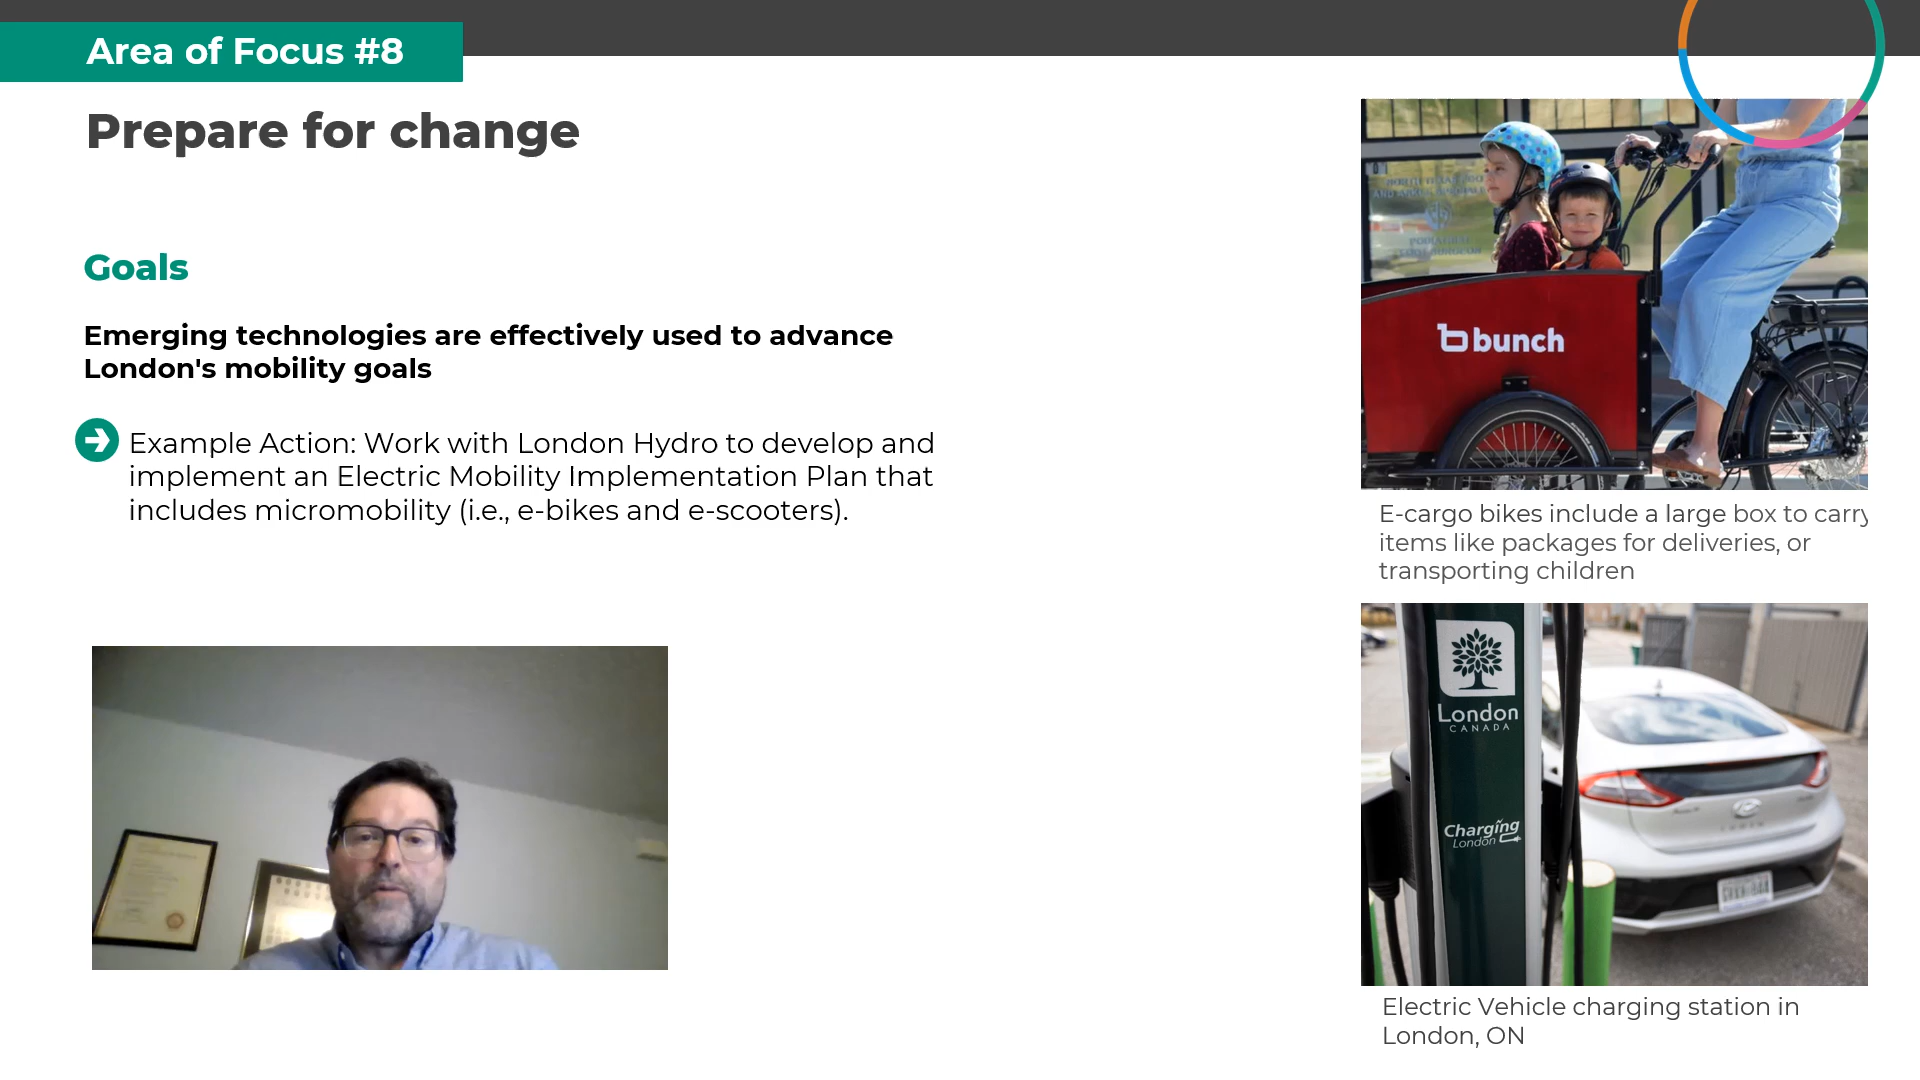 Area of Focus #8
Prepare for change
Goals
Emerging technologies are effectively used to advance
London's mobility goals
Example Action: Work with London Hydro to develop and
implement an Electric Mobility Implementation Plan that
includes micromobility (i.e., e-bikes and e-scooters).
bunch
E-cargo bikes include a large box to carry
items like packages for deliveries, or
transporting children
London
CANADA
Charging
London
Electric Vehicle charging station in
London, ON